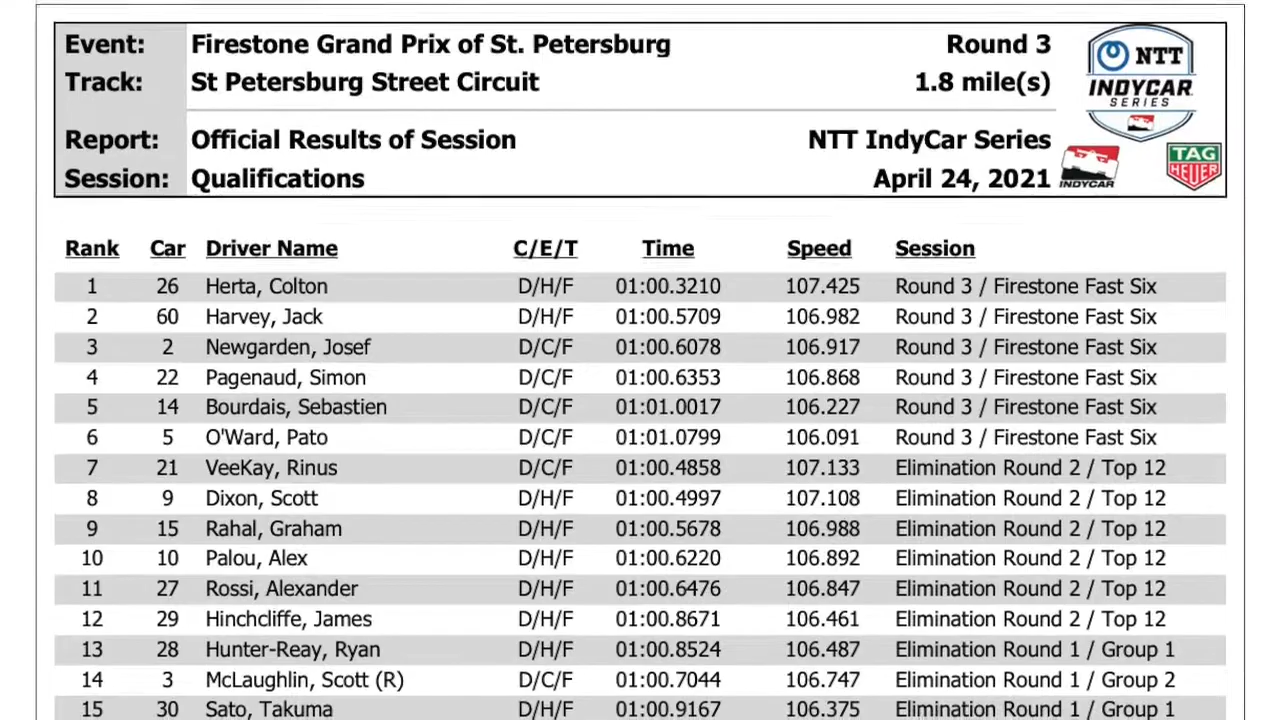 Event: Firestone Grand Prix of St. Petersburg Round 3
Track: St Petersburg Street Circuit 1.8 mile(s)
Report: Official Results of Session NTT IndyCar Series
Session: Qualifications April 24, 2021
NTT
INDYCAR
SERIES
INDYCAR
TAG
HEUER
Rank Car Driver Name C/E/T Time Speed Session
1 26 Herta, Colton D/H/F 01:00.3210 107.425 Round 3 / Firestone Fast Six
2 60 Harvey, Jack D/H/F 01:00.5709 106.982 Round 3 / Firestone Fast Six
3 2 Newgarden, Josef D/C/F 01:00.6078 106.917 Round 3 / Firestone Fast Six
4 22 Pagenaud, Simon D/C/F 01:00.6353 106.868 Round 3 / Firestone Fast Six
5 14 Bourdais, Sebastien D/C/F 01:01.0017 106.227 Round 3 / Firestone Fast Six
6 5 O'Ward, Pato D/C/F 01:01.0799 106.091 Round 3 / Firestone Fast Six
7 21 VeeKay, Rinus D/C/F 01:00.4858 107.133 Elimination Round 2 / Top 12
8 9 Dixon, Scott D/H/F 01:00.4997 107.108 Elimination Round 2 / Top 12
9 15 Rahal, Graham D/H/F 01:00.5678 106.988 Elimination Round 2 / Top 12
10 10 Palou, Alex D/H/F 01:00.6220 106.892 Elimination Round 2 / Top 12
11 27 Rossi, Alexander D/H/F 01:00.6476 106.847 Elimination Round 2 / Top 12
12 29 Hinchcliffe, James D/H/F 01:00.8671 106.461 Elimination Round 2 / Top 12
13 28 Hunter-Reay, Ryan D/H/F 01:00.8524 106.487 Elimination Round 1 / Group 1
14 3 McLaughlin, Scott (R) D/C/F 01:00.7044 106.747 Elimination Round 1 / Group 2
15 30 Sato, Takuma D/H/F 01:00.9167 106.375 Elimination Round 1 / Group 1